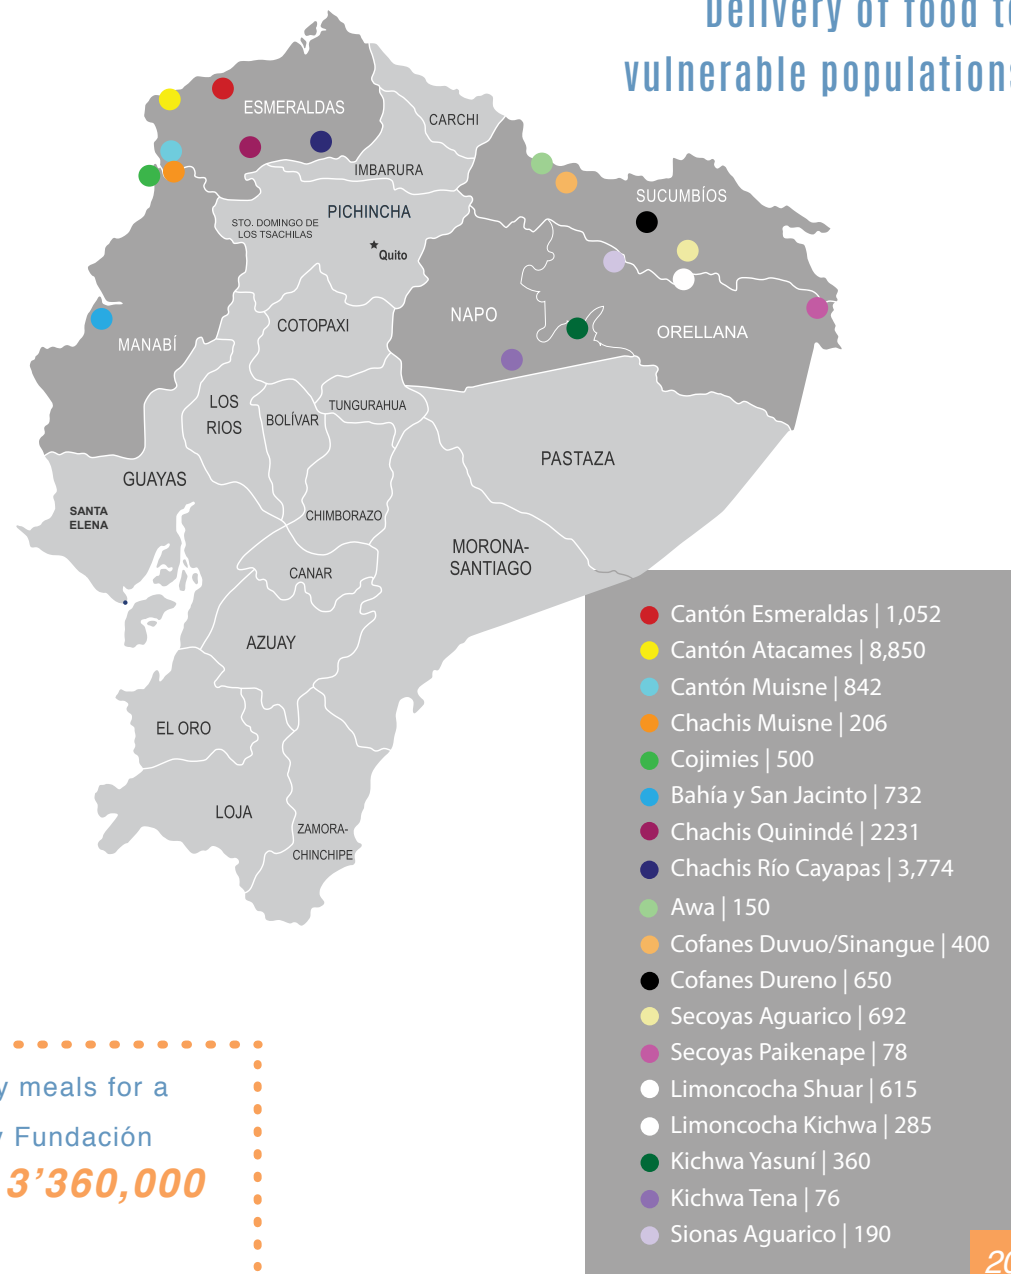 Delivery of food to
vulnerable populations
ESMERALDAS
CARCHI
IMBARURA
SUCUMBÍOS
PICHINCHA
STO. DOMINGO DE
LOS TSACHILAS
Quito
NAPO
COTOPAXI
ORELLANA
MANABÍ
LOS
RIOS
BOLÍVAR
TUNGURAHUA
PASTAZA
GUAYAS
SANTA
ELENA
CHIMBORAZO
MORONA-
SANTIAGO
CANAR
AZUAY
EL ORO
LOJA
ZAMORA-
CHINCHIPE
Cantón Esmeraldas | 1,052
Cantón Atacames | 8,850
Cantón Muisne | 842
Chachis Muisne | 206
Cojimies | 500
Bahía y San Jacinto | 732
Chachis Quinindé | 2231
Chachis Río Cayapas | 3,774
Awa | 150
Cofanes Duvuo/Sinangue | 400
Cofanes Dureno | 650
Secoyas Aguarico | 692
Secoyas Paikenape | 78
Limoncocha Shuar | 615
Limoncocha Kichwa | 285
Kichwa Yasuní | 360
Kichwa Tena | 76
Sionas Aguarico | 190
y meals for a
y Fundación
3’360,000
20